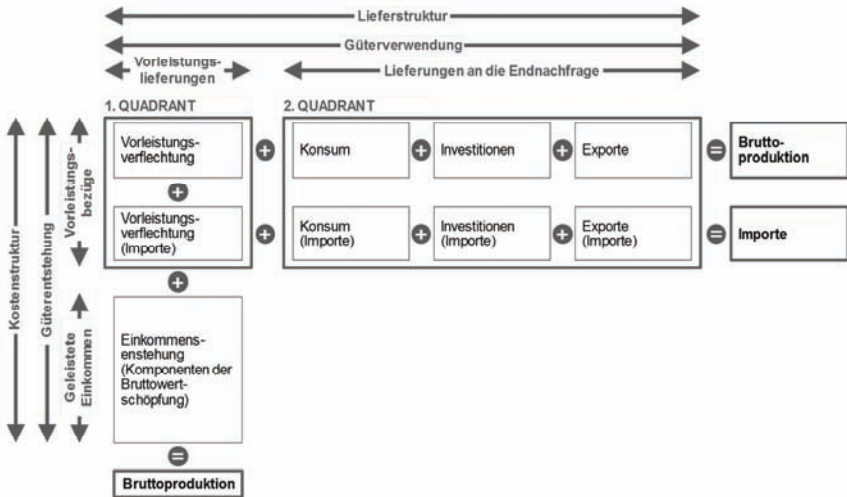 Lieferstruktur
Güterverwendung
Vorleistungs-
lieferungen
Lieferungen an die Endnachfrage
1. QUADRANT
2. QUADRANT
Kostenstruktur
Güterentstehung
Vorleistungs-
bezüge
Vorleistungs-
verflechtung
+
Konsum
+
Investitionen
+
Exporte
=
Brutto-
produktion
+
Vorleistungs-
verflechtung
(Importe)
+
Konsum
(Importe)
+
Investitionen
(Importe)
+
Exporte
(Importe)
=
Importe
+
Geleistete
Einkommen
Einkommens-
enstehung
(Komponenten der
Bruttowert-
schöpfung)
=
Bruttoproduktion